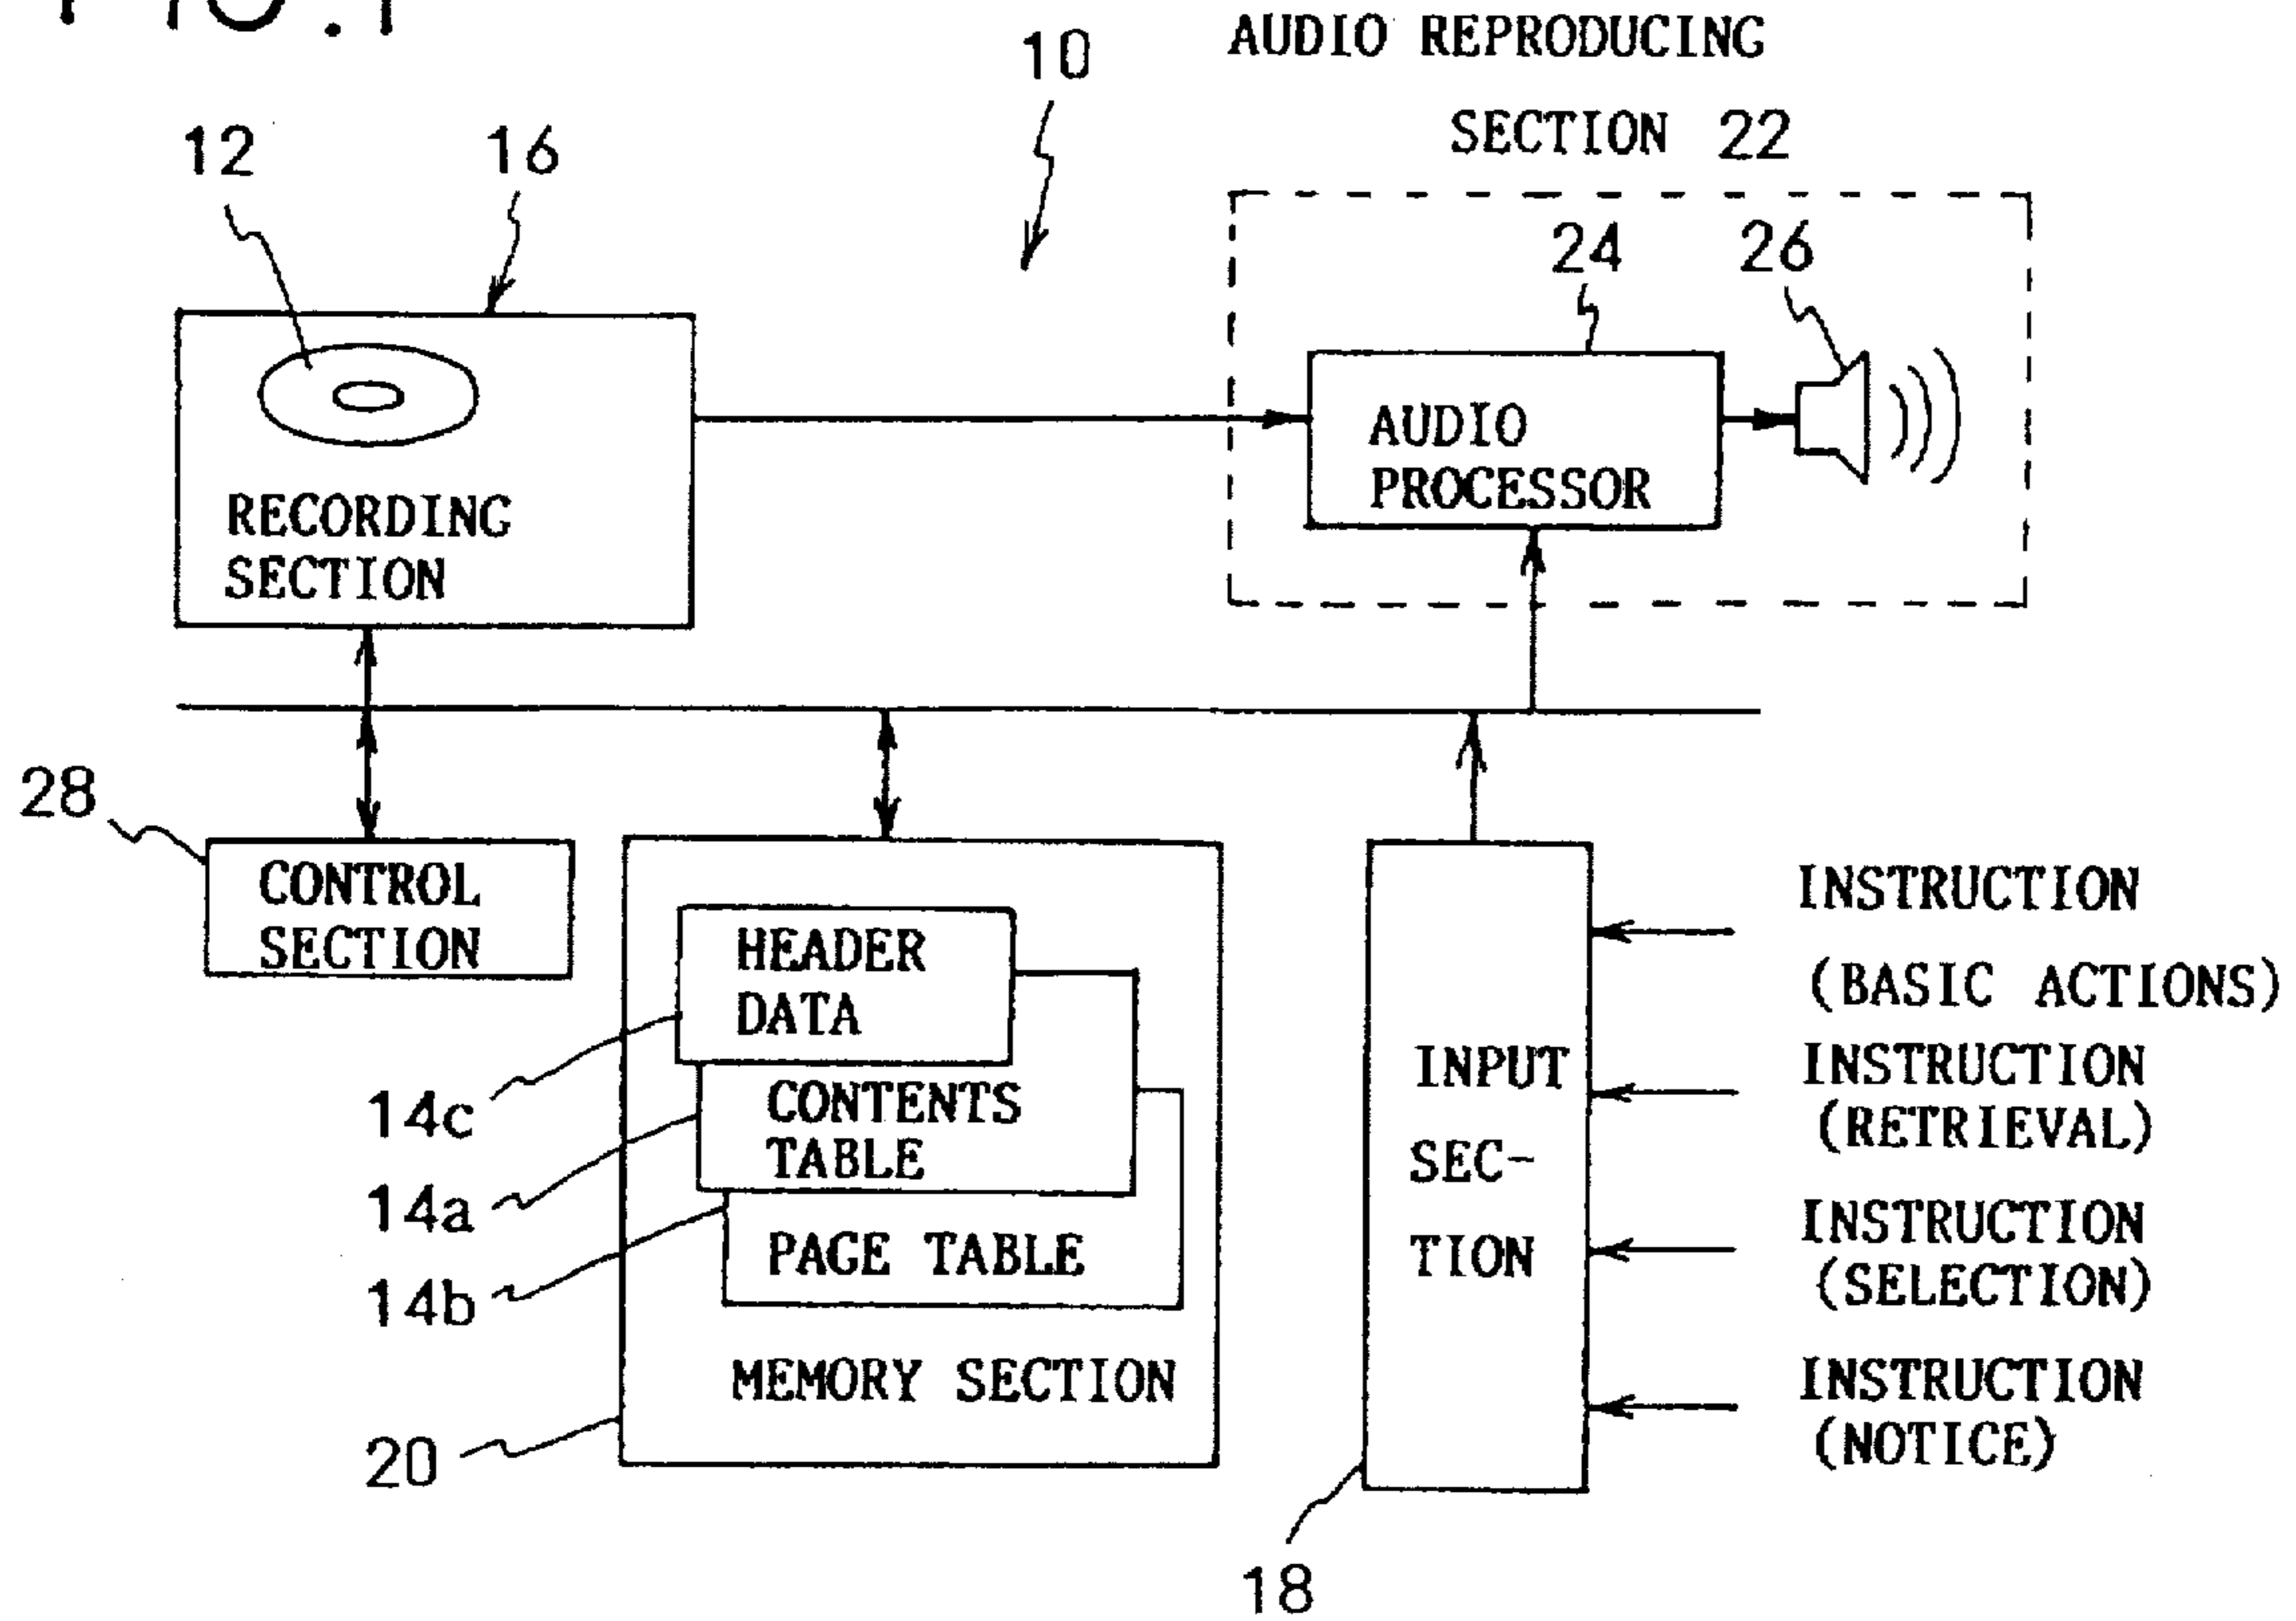 FIG.1
10
AUDIO REPRODUCING
SECTION 22
12
16
24
26
AUDIO
PROCESSOR
RECORDING
SECTION
28
CONTROL
SECTION
HEADER
DATA
14c
CONTENTS
TABLE
14a
PAGE TABLE
14b
MEMORY SECTION
20
INPUT
SEC-
TION
18
INSTRUCTION
(BASIC ACTIONS)
INSTRUCTION
(RETRIEVAL)
INSTRUCTION
(SELECTION)
INSTRUCTION
(NOTICE)